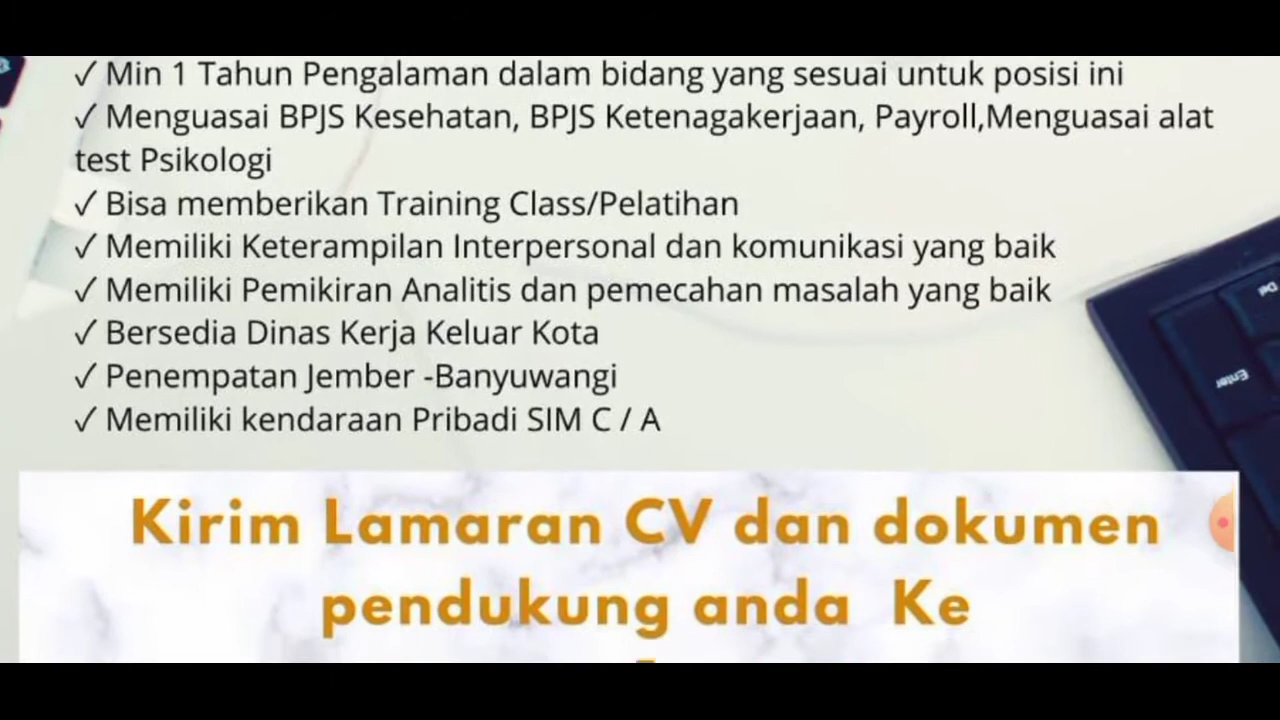 ✓ Min 1 Tahun Pengalaman dalam bidang yang sesuai untuk posisi ini
✓ Menguasai BPJS Kesehatan, BPJS Ketenagakerjaan, Payroll,Menguasai alat
test Psikologi
✓ Bisa memberikan Training Class/Pelatihan
✓ Memiliki Keterampilan Interpersonal dan komunikasi yang baik
✓ Memiliki Pemikiran Analitis dan pemecahan masalah yang baik
✓ Bersedia Dinas Kerja Keluar Kota
✓ Penempatan Jember -Banyuwangi
✓ Memiliki kendaraan Pribadi SIM C / A
Del
Enter
Kirim Lamaran CV dan dokumen
pendukung anda Ke